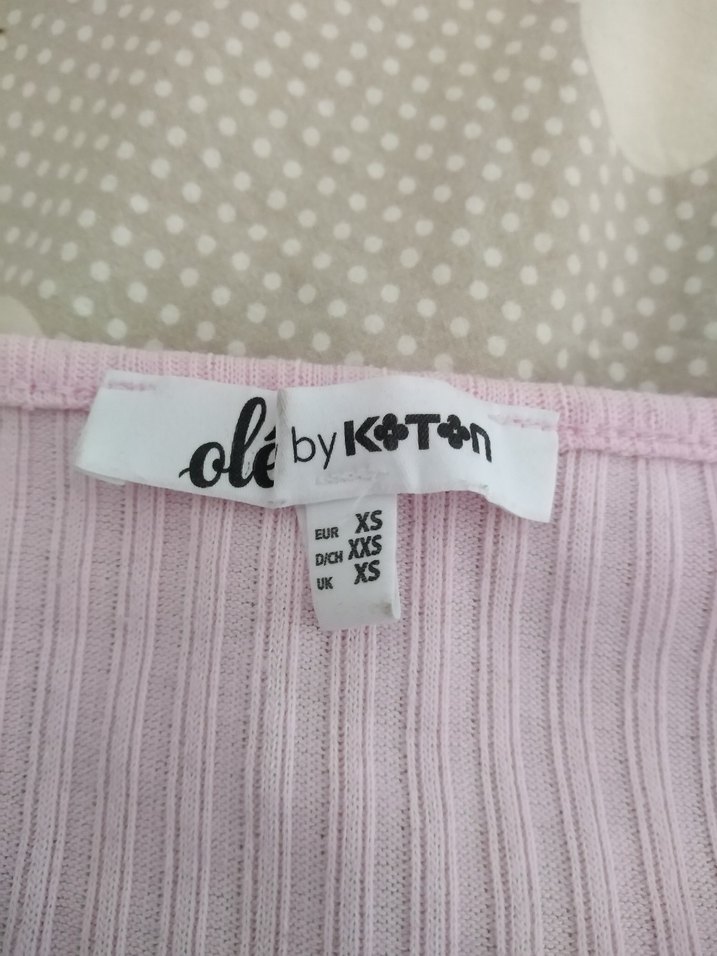 olé by KOTON
EUR XS
D/CH XXS
UK XS